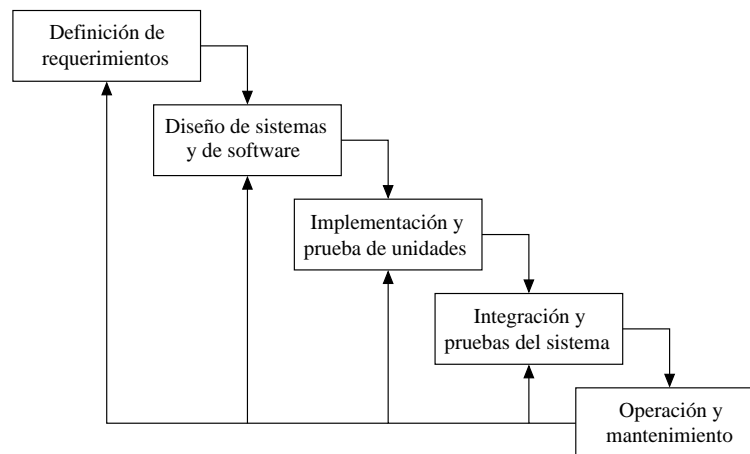 Definición de
requerimientos
Diseño de sistemas
y de software
Implementación y
prueba de unidades
Integración y
pruebas del sistema
Operación y
mantenimiento